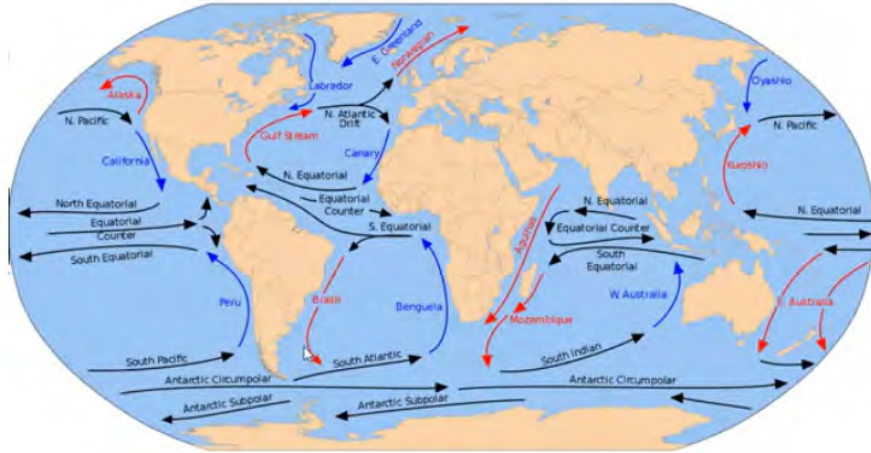 E. Greenland
Norwegian
Labrador
Alaska
N. Pacific
California
Gulf Stream
N. Atlantic
Drift
Canary
N. Equatorial
Equatorial
Counter
S. Equatorial
North Equatorial
Equatorial
Counter
South Equatorial
Peru
Brasil
Benguela
South Pacific
South Atlantic
Antarctic Circumpolar
Antarctic Subpolar
Agulhas
Mozambique
N. Equatorial
Equatorial Counter
South
Equatorial
W. Australia
South Indian
Antarctic Circumpolar
Antarctic Subpolar
Oyashio
N. Pacific
Kuroshio
N. Equatorial
E. Australia